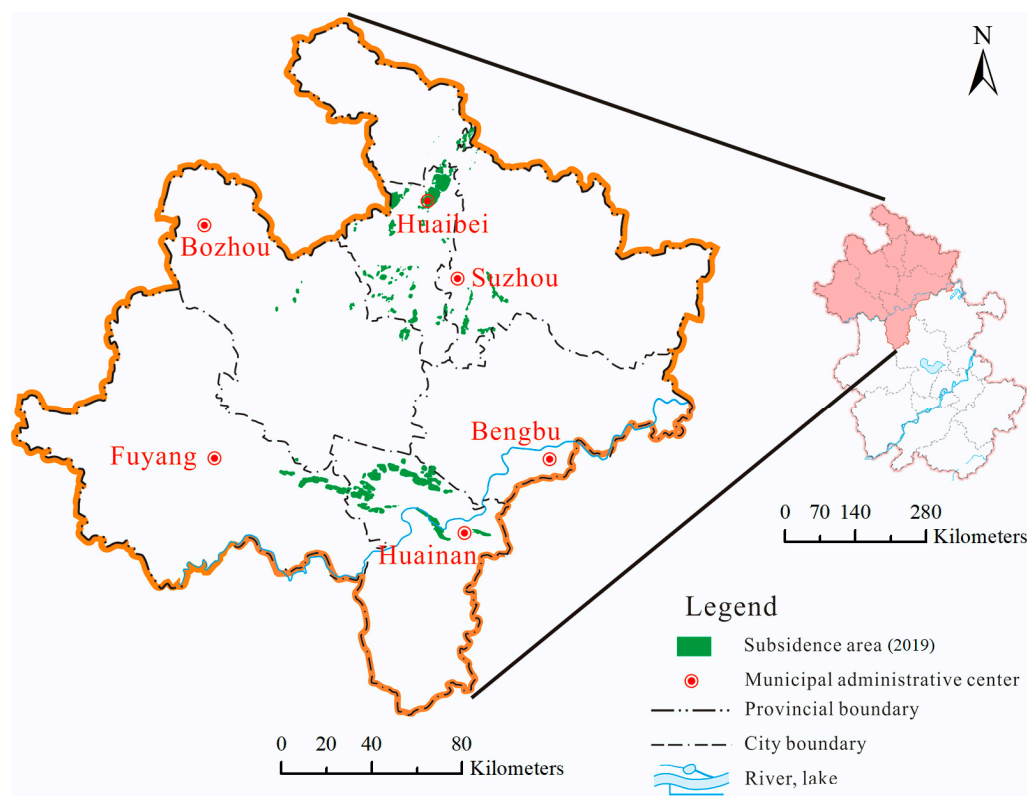 N
Huaibei
Bozhou
Suzhou
Bengbu
Fuyang
Huainan
0 70 140 280
Kilometers
Legend
Subsidence area (2019)
Municipal administrative center
Provincial boundary
City boundary
River, lake
0 20 40 80
Kilometers